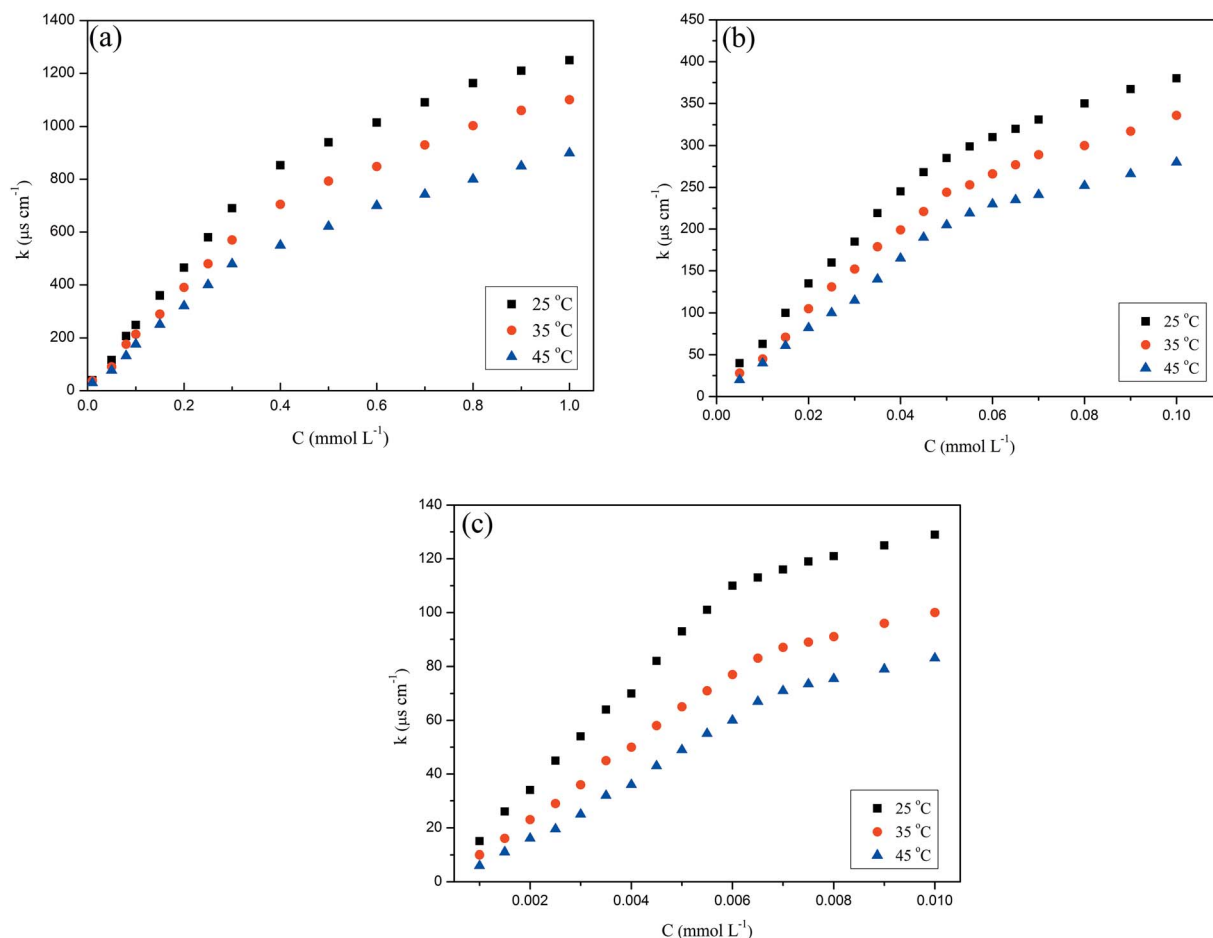 (a)
1400
1200
1000
800
600
400
200
0
k (μs cm⁻¹)
0.0 0.2 0.4 0.6 0.8 1.0
C (mmol L⁻¹)
25 °C
35 °C
45 °C
(b)
450
400
350
300
250
200
150
100
50
0
k (μs cm⁻¹)
0.00 0.02 0.04 0.06 0.08 0.10
C (mmol L⁻¹)
25 °C
35 °C
45 °C
(c)
140
120
100
80
60
40
20
0
k (μs cm⁻¹)
0.002 0.004 0.006 0.008 0.010
C (mmol L⁻¹)
25 °C
35 °C
45 °C